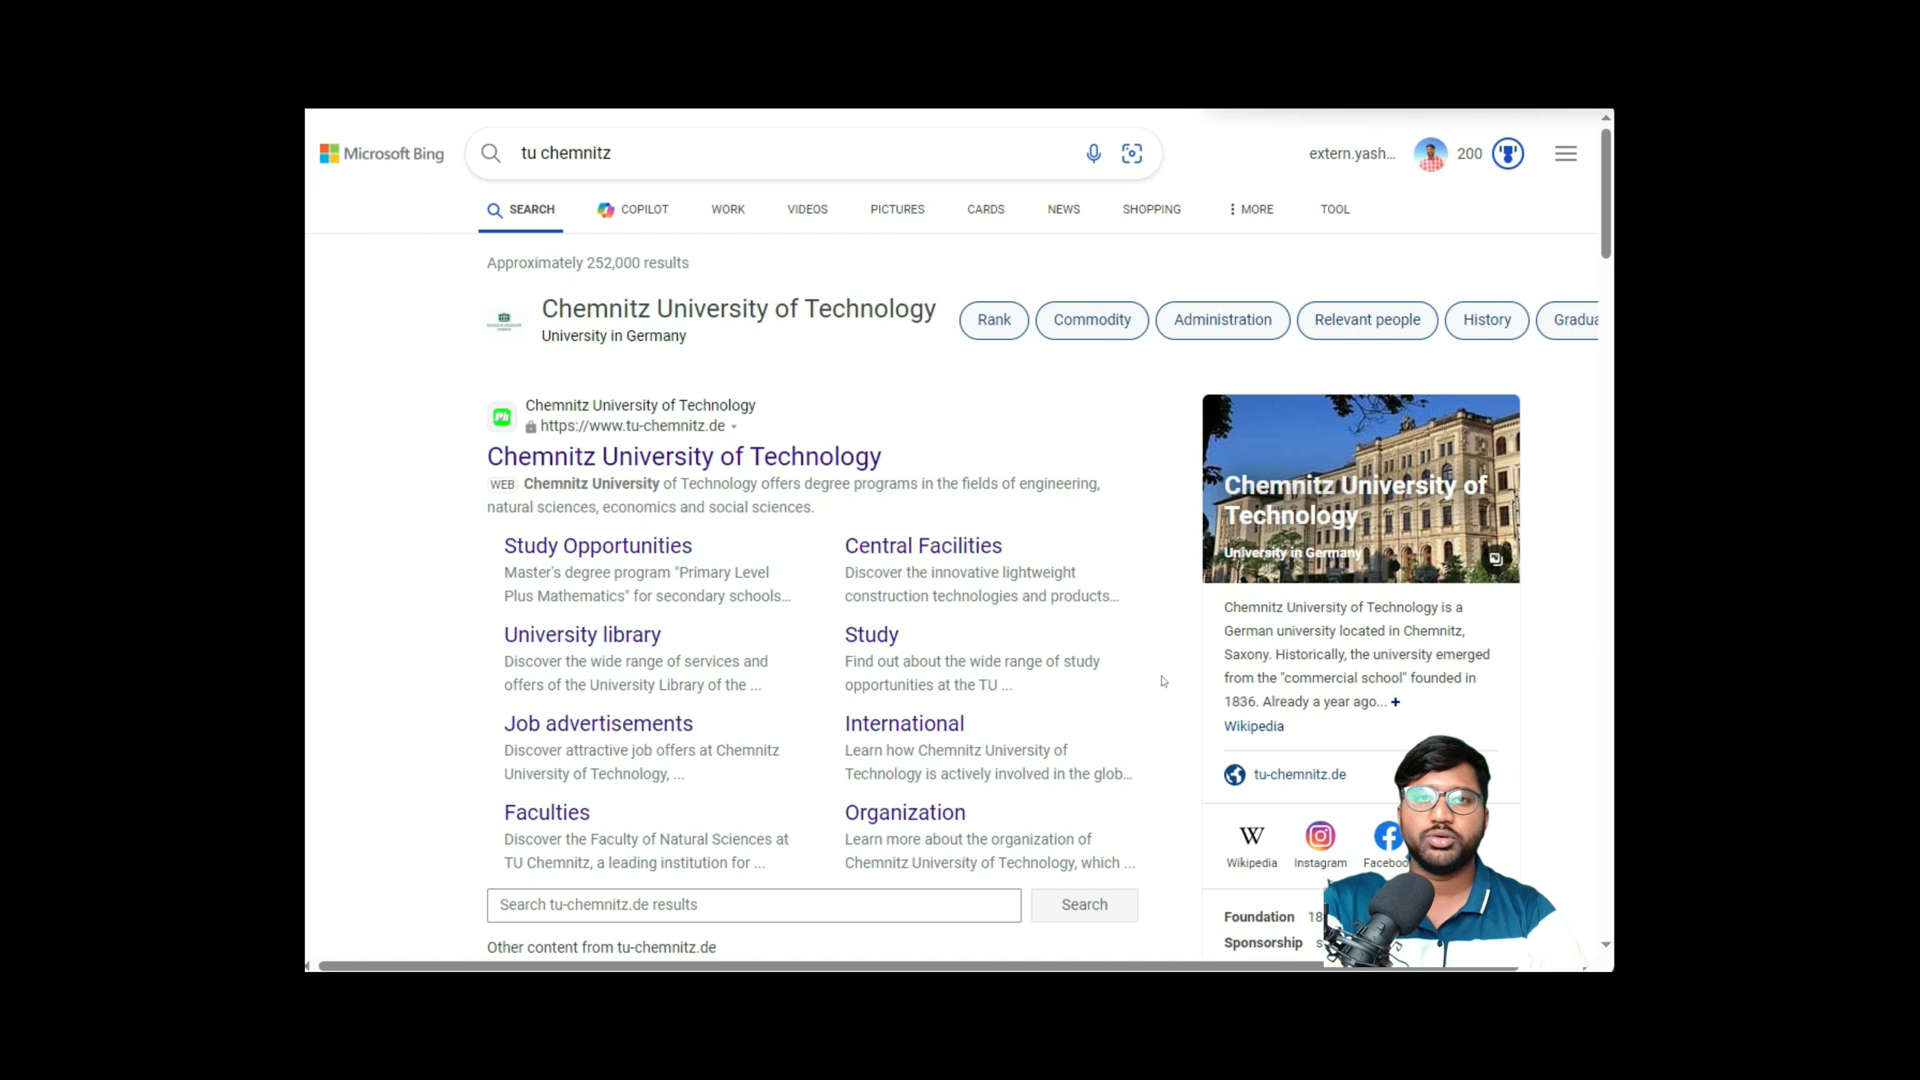 Microsoft Bing
tu chemnitz
extern.yash...
200
SEARCH
COPILOT
WORK
VIDEOS
PICTURES
CARDS
NEWS
SHOPPING
MORE
TOOL
Approximately 252,000 results
Chemnitz University of Technology
University in Germany
Rank
Commodity
Administration
Relevant people
History
Gradua
Chemnitz University of Technology
https://www.tu-chemnitz.de
Chemnitz University of Technology
WEB Chemnitz University of Technology offers degree programs in the fields of engineering,
natural sciences, economics and social sciences.
Study Opportunities
Master's degree program "Primary Level
Plus Mathematics" for secondary schools...
Central Facilities
Discover the innovative lightweight
construction technologies and products...
University library
Discover the wide range of services and
offers of the University Library of the ...
Study
Find out about the wide range of study
opportunities at the TU ...
Job advertisements
Discover attractive job offers at Chemnitz
University of Technology, ...
International
Learn how Chemnitz University of
Technology is actively involved in the glob...
Faculties
Discover the Faculty of Natural Sciences at
TU Chemnitz, a leading institution for ...
Organization
Learn more about the organization of
Chemnitz University of Technology, which ...
Search tu-chemnitz.de results
Search
Other content from tu-chemnitz.de
Chemnitz University of
Technology
University in Germany
Chemnitz University of Technology is a
German university located in Chemnitz,
Saxony. Historically, the university emerged
from the "commercial school" founded in
1836. Already a year ago... +
Wikipedia
tu-chemnitz.de
W
Wikipedia
Instagram
Faceboo
Foundation 18
Sponsorship s